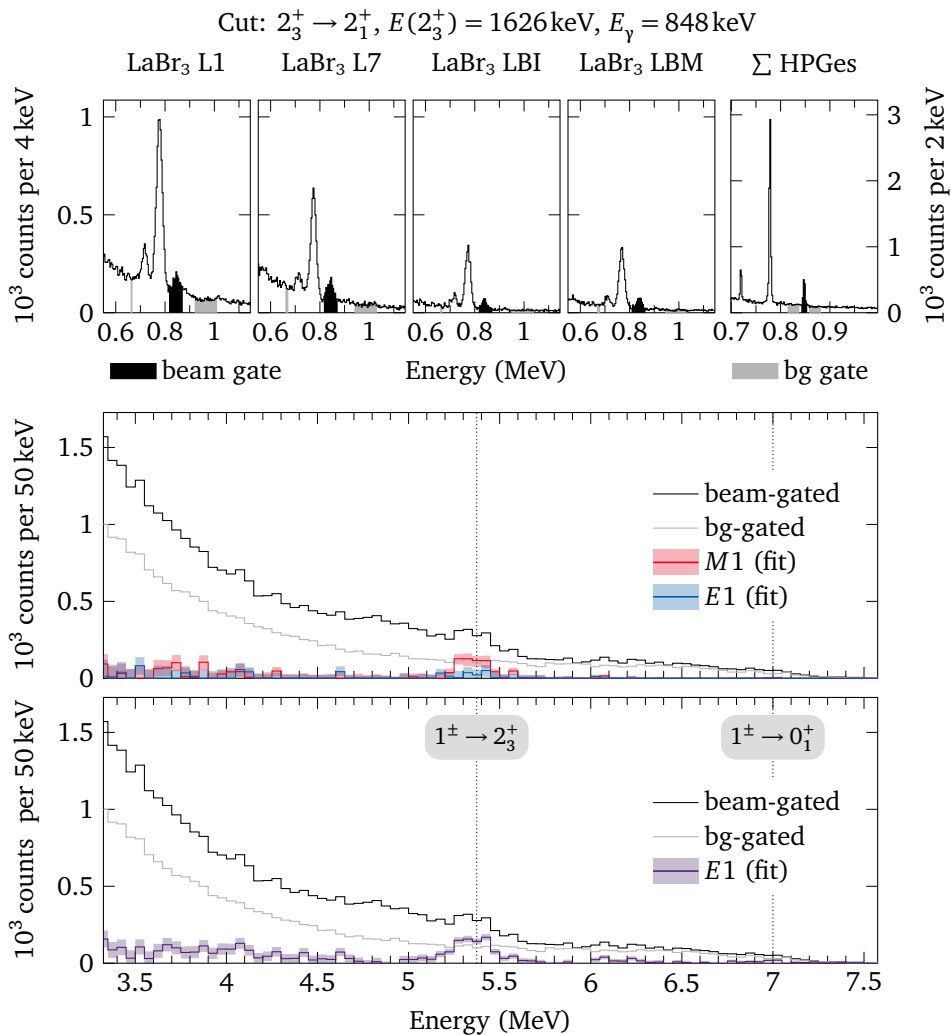 Cut: 2₃⁺ → 2₁⁺, E(2₃⁺) = 1626 keV, Eᵧ = 848 keV
LaBr₃ L1 LaBr₃ L7 LaBr₃ LBI LaBr₃ LBM ∑ HPGes
10³ counts per 4 keV
1
0.5
0
3
2
1
0
10³ counts per 2 keV
0.6 0.8 1 0.6 0.8 1 0.6 0.8 1 0.6 0.8 1 0.7 0.8 0.9
beam gate Energy (MeV) bg gate
10³ counts per 50 keV
1.5
1
0.5
0
beam-gated
bg-gated
M1 (fit)
E1 (fit)
10³ counts per 50 keV
1.5
1
0.5
0
1± → 2₃⁺ 1± → 0₁⁺
beam-gated
bg-gated
E1 (fit)
3.5 4 4.5 5 5.5 6 6.5 7 7.5
Energy (MeV)